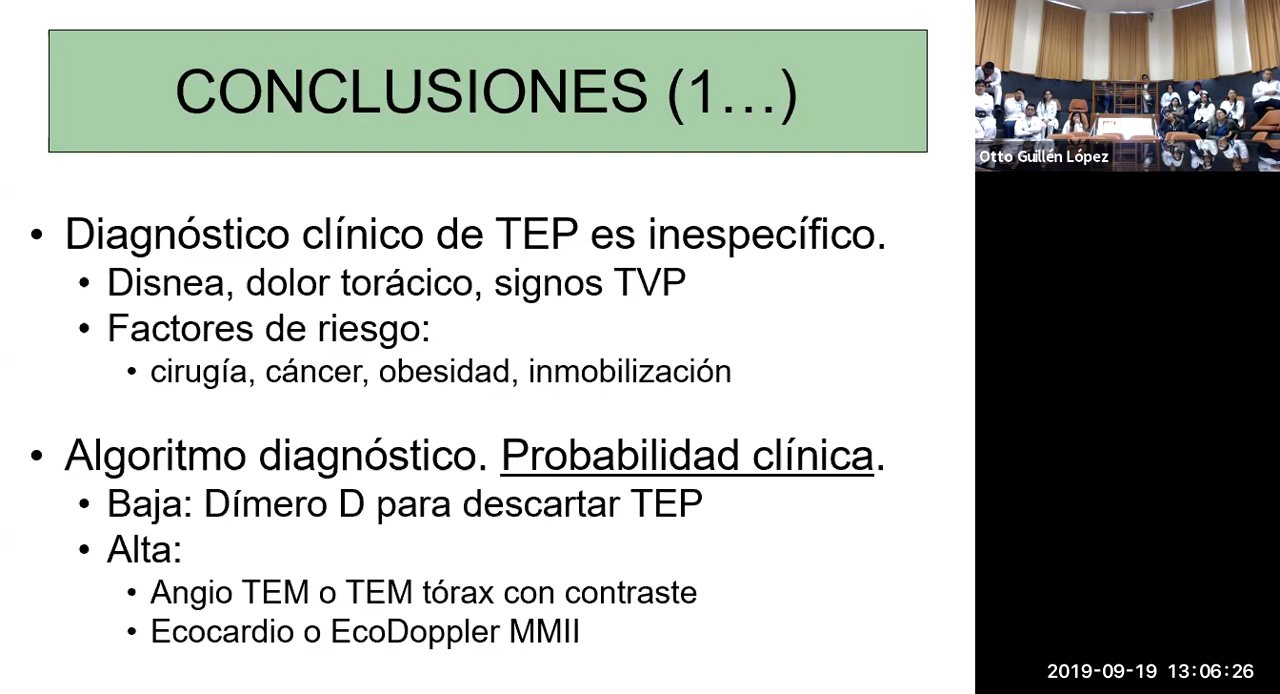 CONCLUSIONES (1…)
• Diagnóstico clínico de TEP es inespecífico.
• Disnea, dolor torácico, signos TVP
• Factores de riesgo:
• cirugía, cáncer, obesidad, inmobilización
• Algoritmo diagnóstico. Probabilidad clínica.
• Baja: Dímero D para descartar TEP
• Alta:
• Angio TEM o TEM tórax con contraste
• Ecocardio o EcoDoppler MMII
Otto Guillén López
2019-09-19 13:06:26